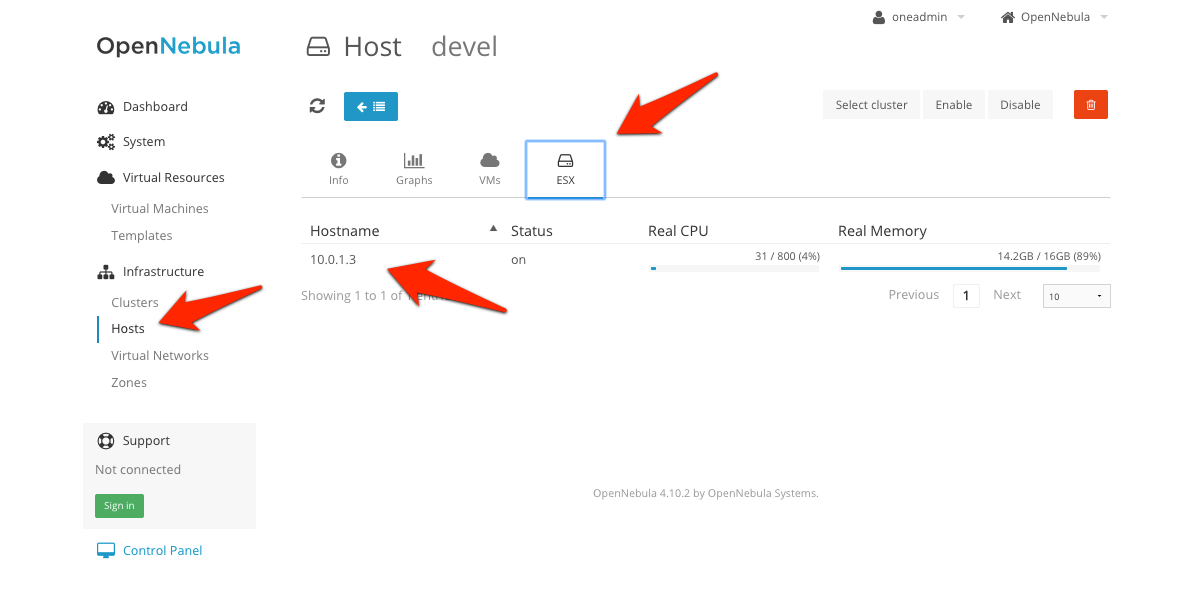 oneadmin OpenNebula
OpenNebula
Host devel
Select cluster Enable Disable
Dashboard
System
Virtual Resources
Virtual Machines
Templates
Infrastructure
Clusters
Hosts
Virtual Networks
Zones
Support
Not connected
Sign in
Control Panel
Info Graphs VMs ESX
Hostname Status Real CPU Real Memory
10.0.1.3 on 31 / 800 (4%) 14.2GB / 16GB (89%)
Showing 1 to 1 of
Previous 1 Next 10
OpenNebula 4.10.2 by OpenNebula Systems.